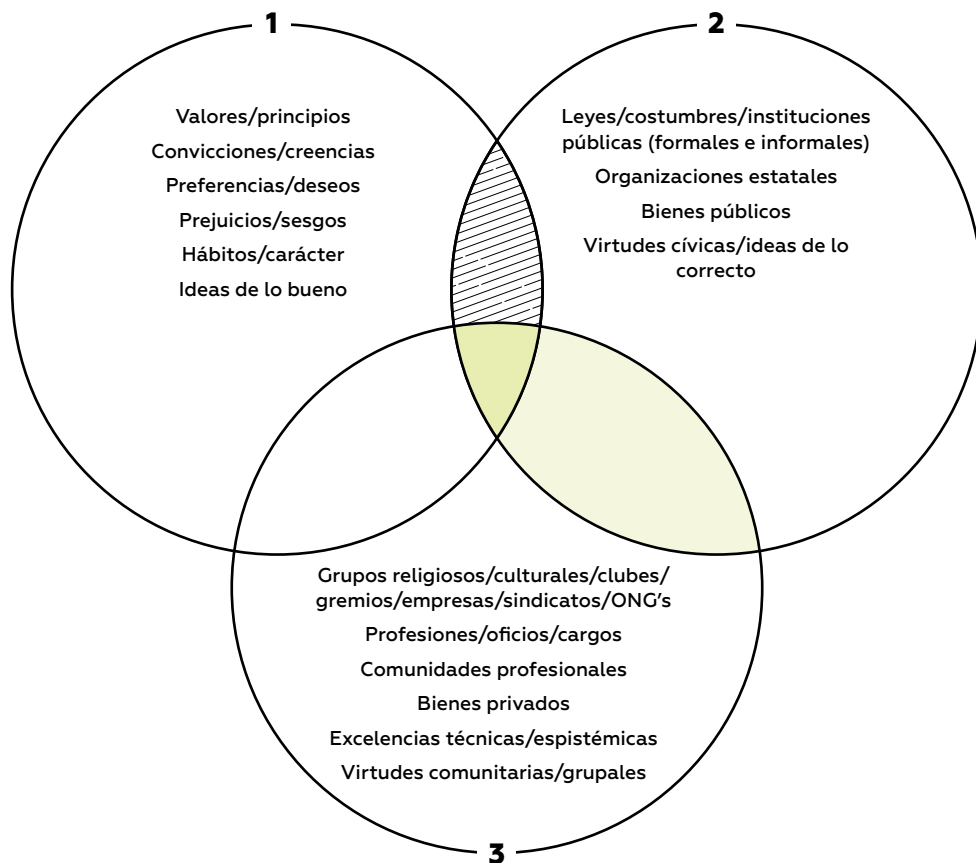 1
2
Valores/principios
Convicciones/creencias
Preferencias/deseos
Prejuicios/sesgos
Hábitos/carácter
Ideas de lo bueno
Leyes/costumbres/instituciones
públicas (formales e informales)
Organizaciones estatales
Bienes públicos
Virtudes cívicas/ideas de lo
correcto
Grupos religiosos/culturales/clubes/
gremios/empresas/sindicatos/ONG's
Profesiones/oficios/cargos
Comunidades profesionales
Bienes privados
Excelencias técnicas/espistémicas
Virtudes comunitarias/grupales
3